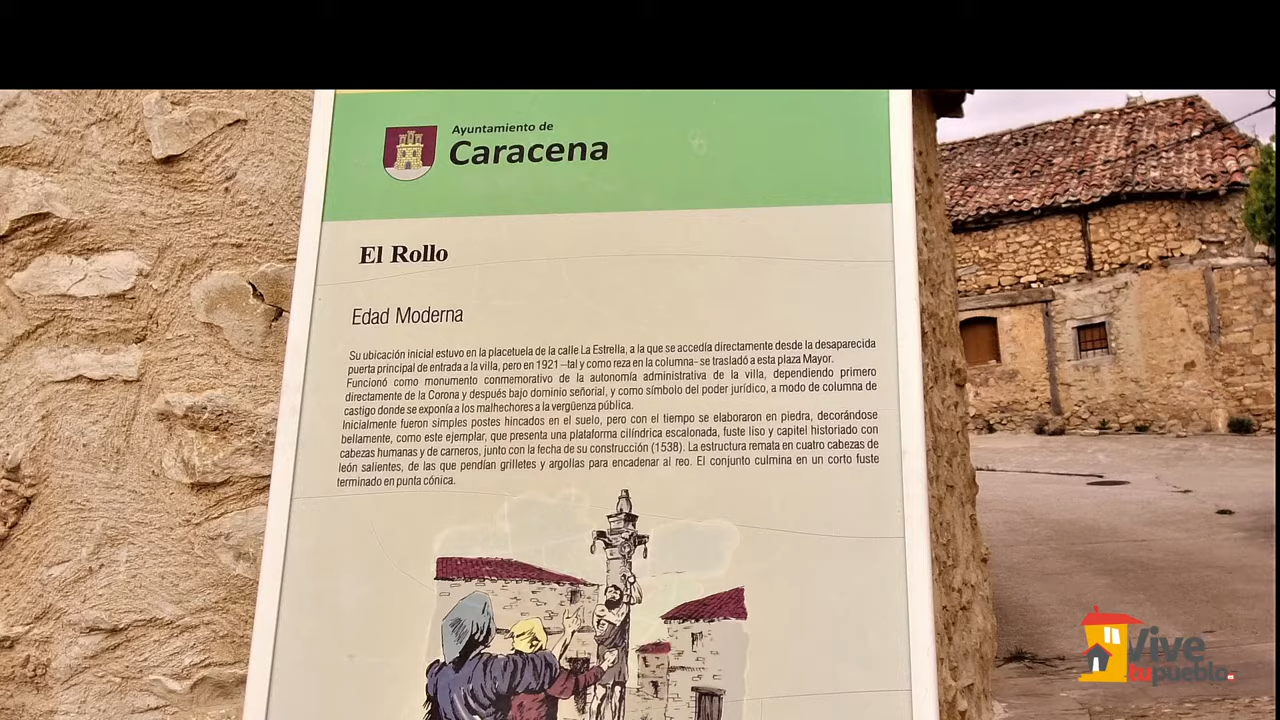 Ayuntamiento de
Caracena
El Rollo
Edad Moderna
Su ubicación inicial estuvo en la placetuela de la calle La Estrella, a la que se accedía directamente desde la desaparecida
puerta principal de entrada a la villa, pero en 1921 –tal y como reza en la columna- se trasladó a esta plaza Mayor.
Funcionó como monumento conmemorativo de la autonomía administrativa de la villa, dependiendo primero
directamente de la Corona y después bajo dominio señorial, y como símbolo del poder jurídico, a modo de columna de
castigo donde se exponía a los malhechores a la vergüenza pública.
Inicialmente fueron simples postes hincados en el suelo, pero con el tiempo se elaboraron en piedra, decorándose
bellamente, como este ejemplar, que presenta una plataforma cilíndrica escalonada, fuste liso y capitel historiado con
cabezas humanas y de carneros, junto con la fecha de su construcción (1538). La estructura remata en cuatro cabezas de
león salientes, de las que pendían grilletes y argollas para encadenar al reo. El conjunto culmina en un corto fuste
terminado en punta cónica.
Vive
tupueblo.